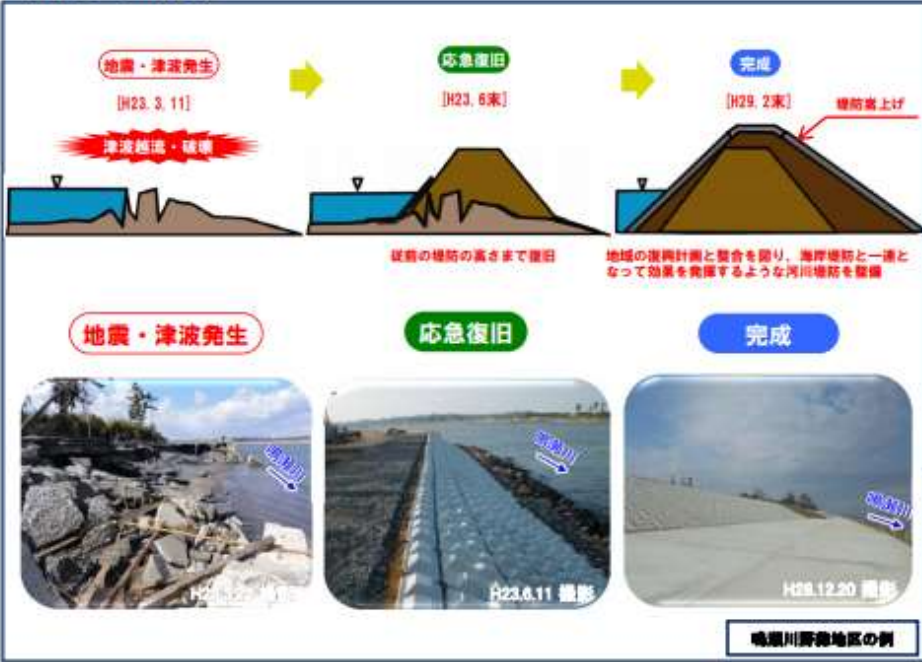 地震・津波発生
[H23.3.11]
津波越流・破壊
応急復旧
[H23.6末]
従前の堤防の高さまで復旧
完成
[H29.2末]
堤防嵩上げ
地域の復興計画と整合を図り、海岸堤防と一連と
なって効果を発揮するような河川堤防を整備
地震・津波発生
応急復旧
完成
鳴瀬川
鳴瀬川
H23.6.11 撮影
鳴瀬川
H28.12.20 撮影
鳴瀬川野蒜地区の例